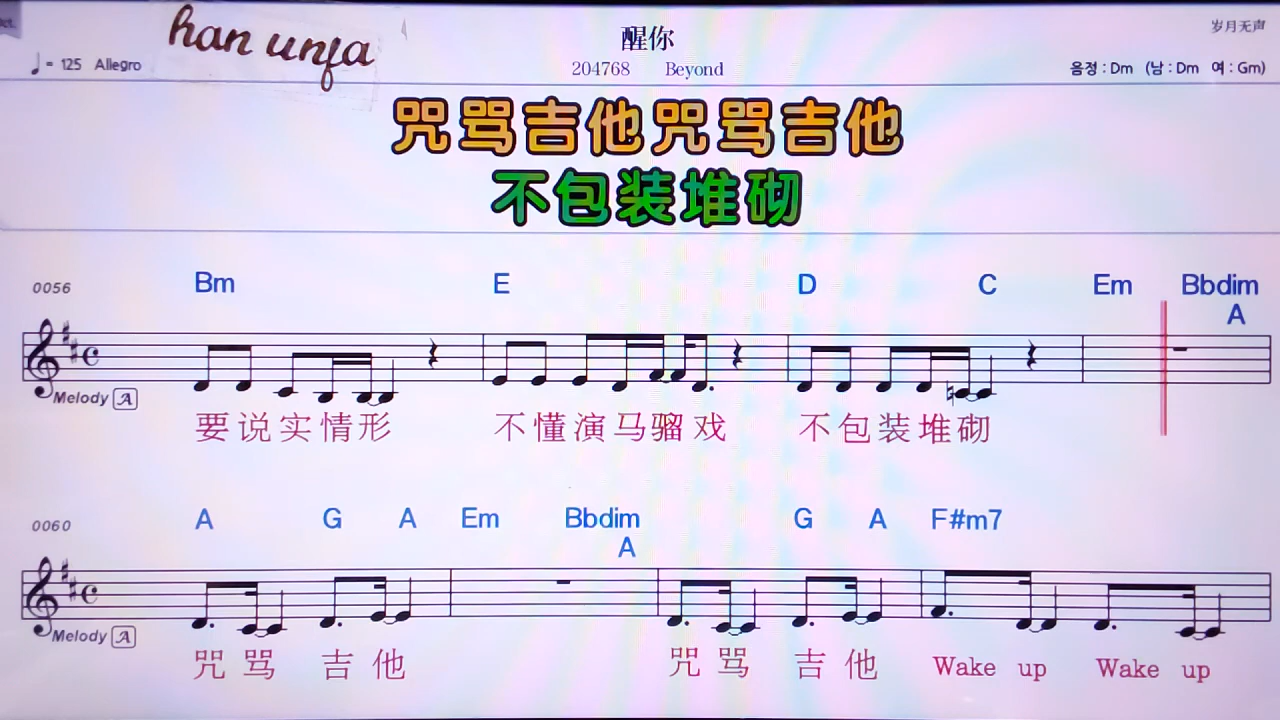 han unfa
醒你
岁月无声
♩= 125 Allegro
204768 Beyond
음정 : Dm (남 : Dm 여 : Gm)
咒骂吉他咒骂吉他
不包装堆砌
0056 Bm E D C Em Bbdim
A
Melody A
要说实情形 不懂演马骝戏 不包装堆砌
0060 A G A Em Bbdim G A F#m7
A
Melody A
咒骂 吉他 咒骂 吉他 Wake up Wake up